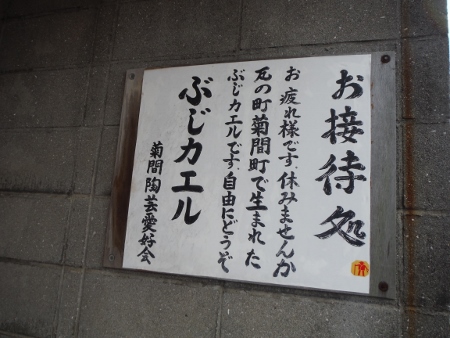 お接待処
お疲れ様です休みませんか
瓦の町菊間町で生まれた
ぶじカエルです自由にどうぞ
ぶじカエル
菊間陶芸愛好会